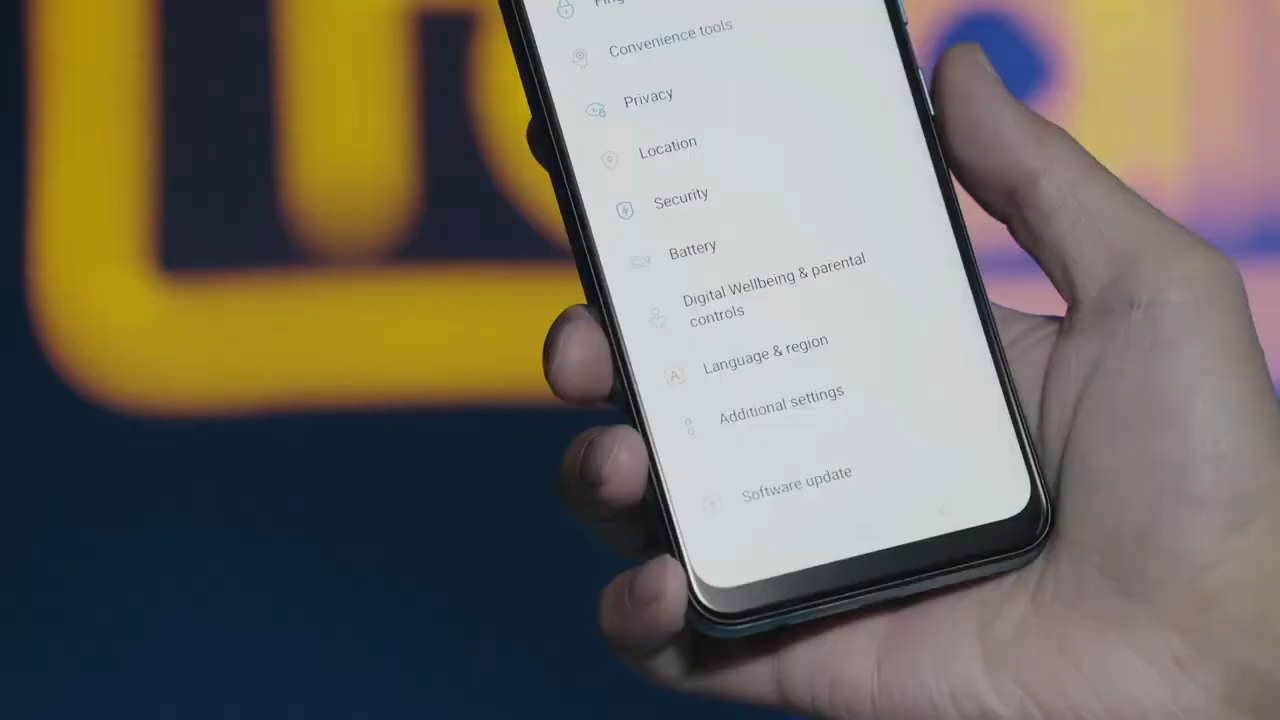 Convenience tools
Privacy
Location
Security
Battery
Digital Wellbeing & parental
controls
Language & region
Additional settings
Software update